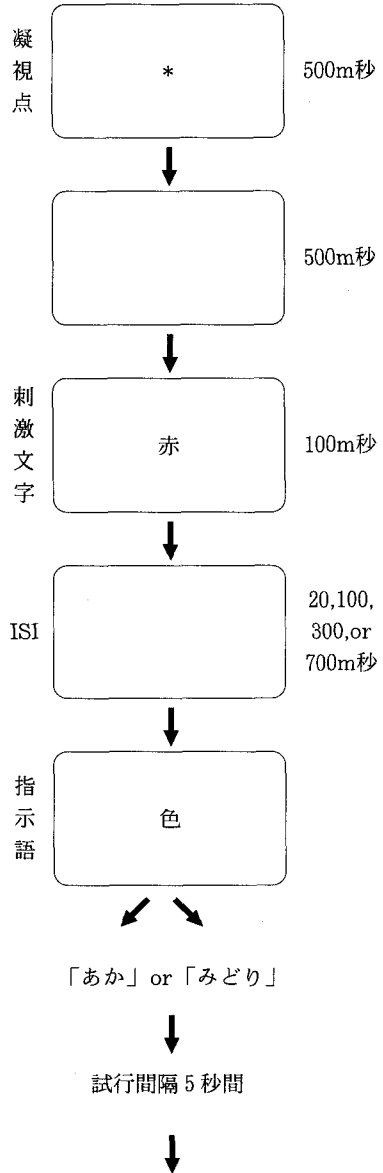 凝視点
*
500m秒
500m秒
刺激文字
赤
100m秒
ISI
20,100,
300,or
700m秒
指示語
色
「あか」or「みどり」
試行間隔5秒間